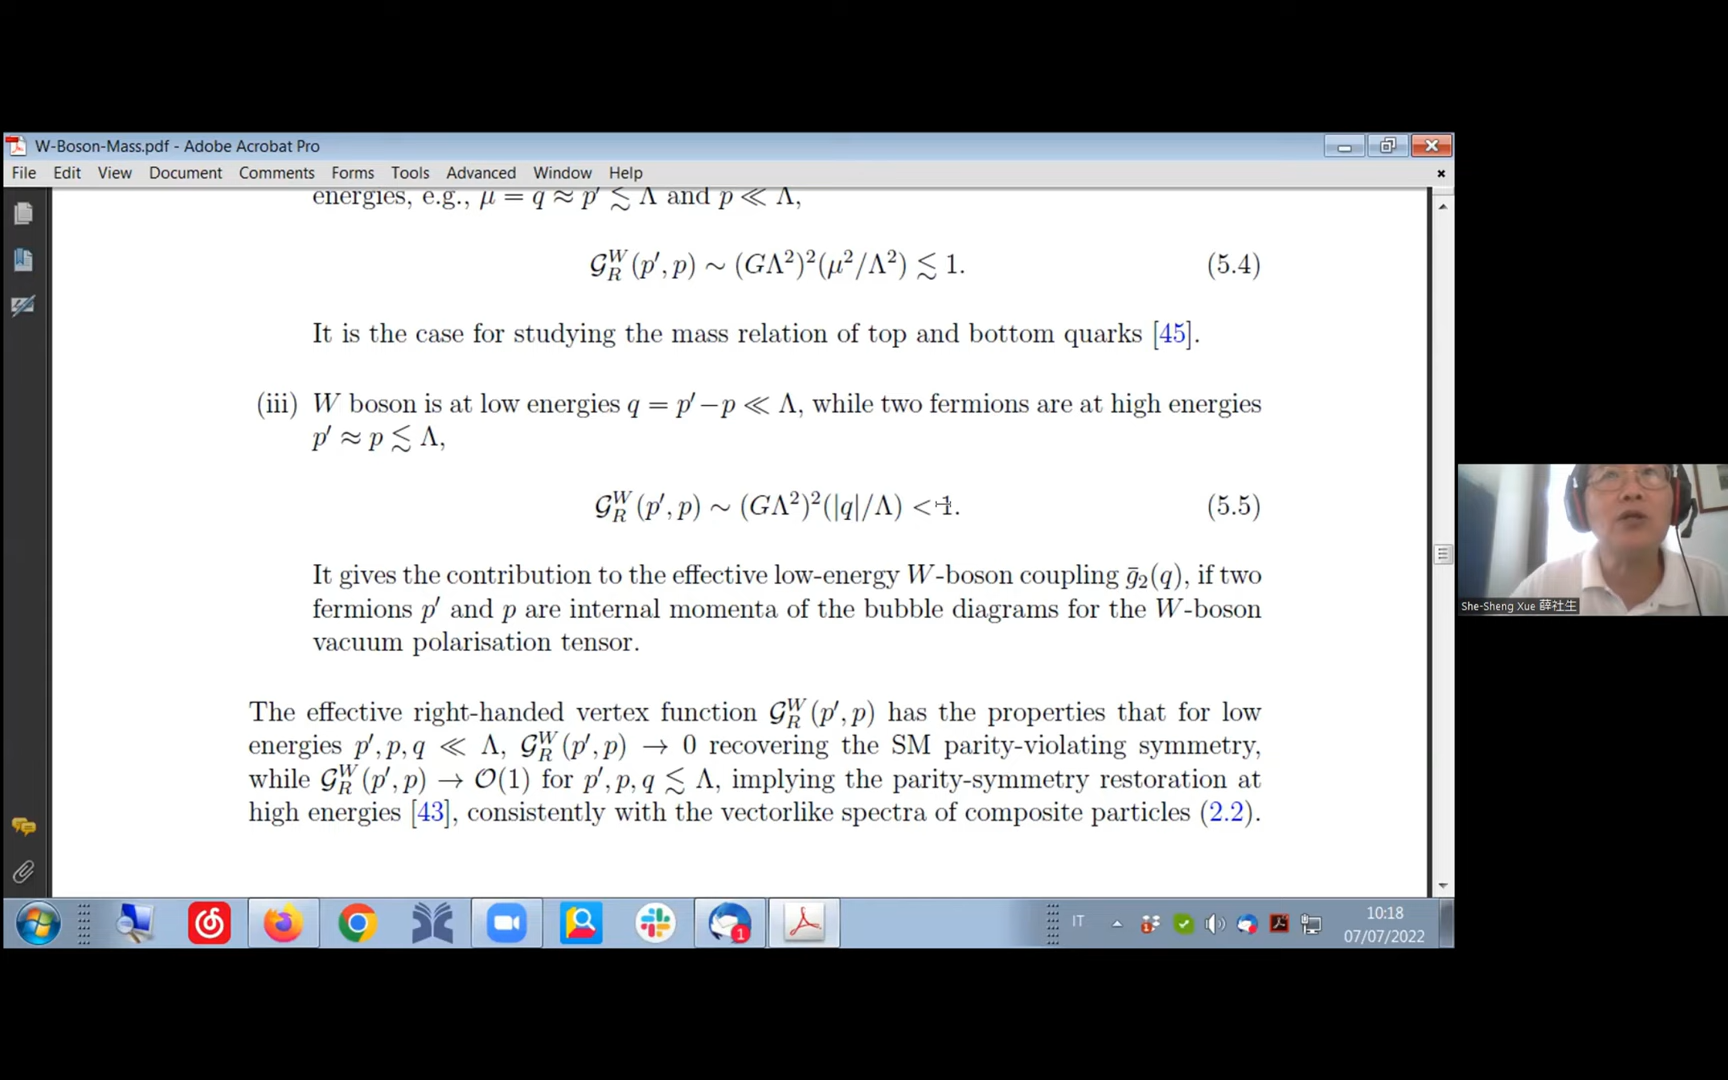 W-Boson-Mass.pdf - Adobe Acrobat Pro
File Edit View Document Comments Forms Tools Advanced Window Help
energies, e.g., μ = q ≈ p′ ≲ Λ and p ≪ Λ,
𝒢_R^W(p′, p) ∼ (GΛ²)²(μ²/Λ²) ≲ 1. (5.4)
It is the case for studying the mass relation of top and bottom quarks [45].
(iii) W boson is at low energies q = p′−p ≪ Λ, while two fermions are at high energies
p′ ≈ p ≲ Λ,
𝒢_R^W(p′, p) ∼ (GΛ²)²(|q|/Λ) < 1. (5.5)
It gives the contribution to the effective low-energy W-boson coupling ḡ₂(q), if two
fermions p′ and p are internal momenta of the bubble diagrams for the W-boson
vacuum polarisation tensor.
The effective right-handed vertex function 𝒢_R^W(p′, p) has the properties that for low
energies p′, p, q ≪ Λ, 𝒢_R^W(p′, p) → 0 recovering the SM parity-violating symmetry,
while 𝒢_R^W(p′, p) → 𝒪(1) for p′, p, q ≲ Λ, implying the parity-symmetry restoration at
high energies [43], consistently with the vectorlike spectra of composite particles (2.2).
She-Sheng Xue 薛社生
1
IT
10:18
07/07/2022